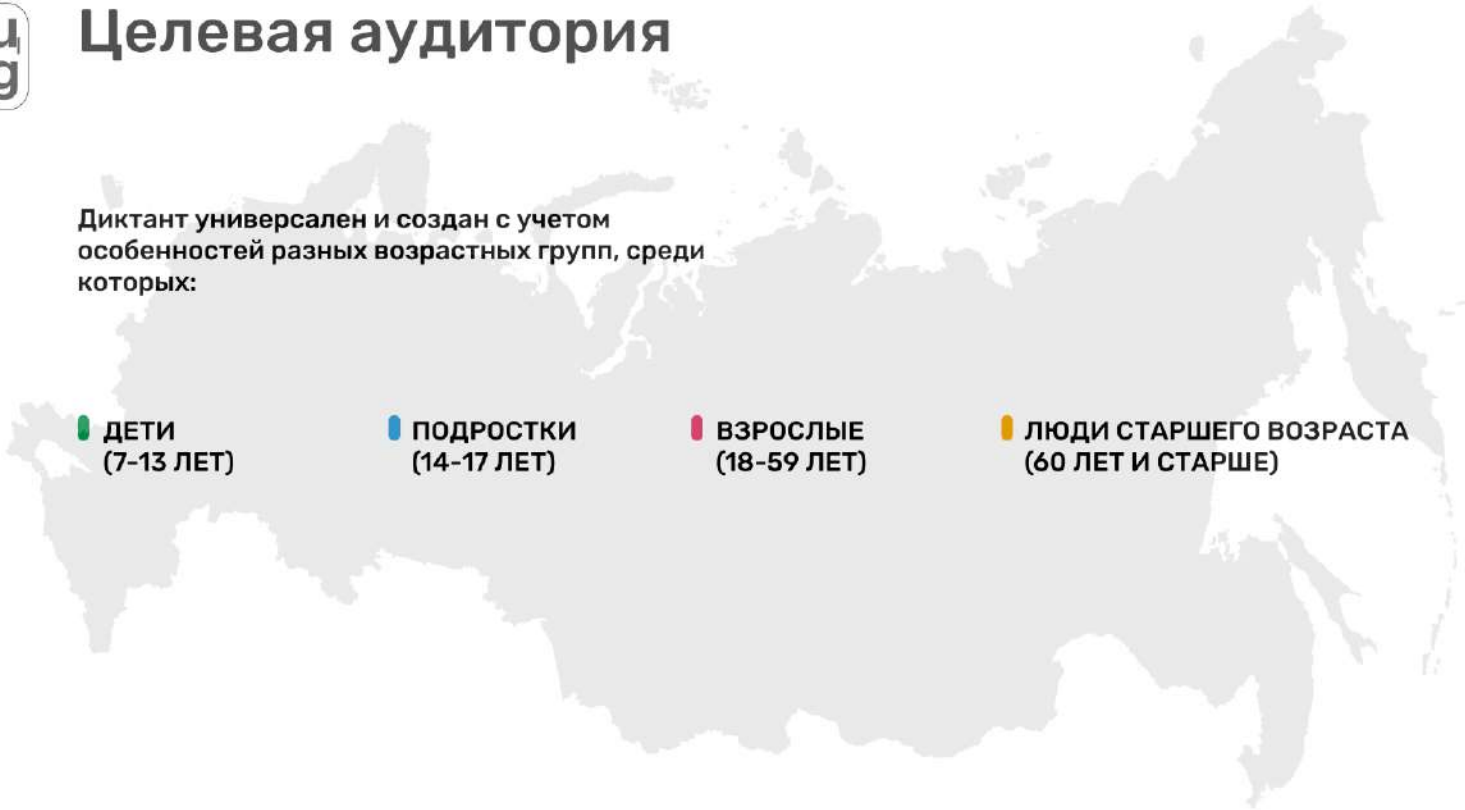 Целевая аудитория
Диктант универсален и создан с учетом
особенностей разных возрастных групп, среди
которых:
ДЕТИ
(7-13 ЛЕТ)
ПОДРОСТКИ
(14-17 ЛЕТ)
ВЗРОСЛЫЕ
(18-59 ЛЕТ)
ЛЮДИ СТАРШЕГО ВОЗРАСТА
(60 ЛЕТ И СТАРШЕ)